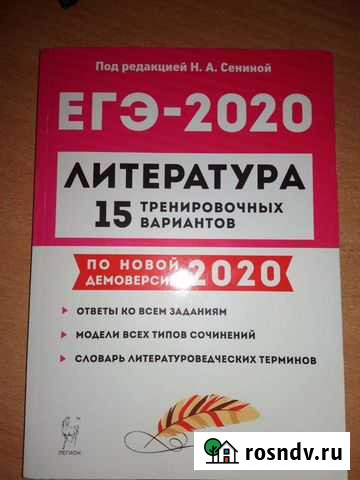 Под редакцией Н. А. Сениной
ЕГЭ-2020
ЛИТЕРАТУРА
15 ТРЕНИРОВОЧНЫХ
ВАРИАНТОВ
ПО НОВОЙ
ДЕМОВЕРСИИ 2020
ОТВЕТЫ КО ВСЕМ ЗАДАНИЯМ
МОДЕЛИ ВСЕХ ТИПОВ СОЧИНЕНИЙ
СЛОВАРЬ ЛИТЕРАТУРОВЕДЧЕСКИХ ТЕРМИНОВ
ЛЕГИОН
rosndv.ru